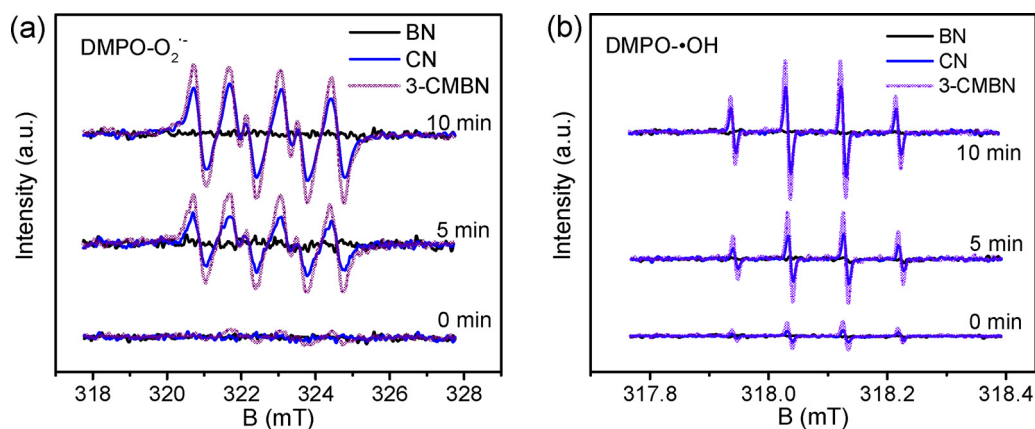 (a)
DMPO-O₂·⁻
BN
CN
3-CMBN
10 min
5 min
0 min
Intensity (a.u.)
318 320 322 324 326 328
B (mT)
(b)
DMPO-•OH
BN
CN
3-CMBN
10 min
5 min
0 min
Intensity (a.u.)
317.8 318.0 318.2 318.4
B (mT)